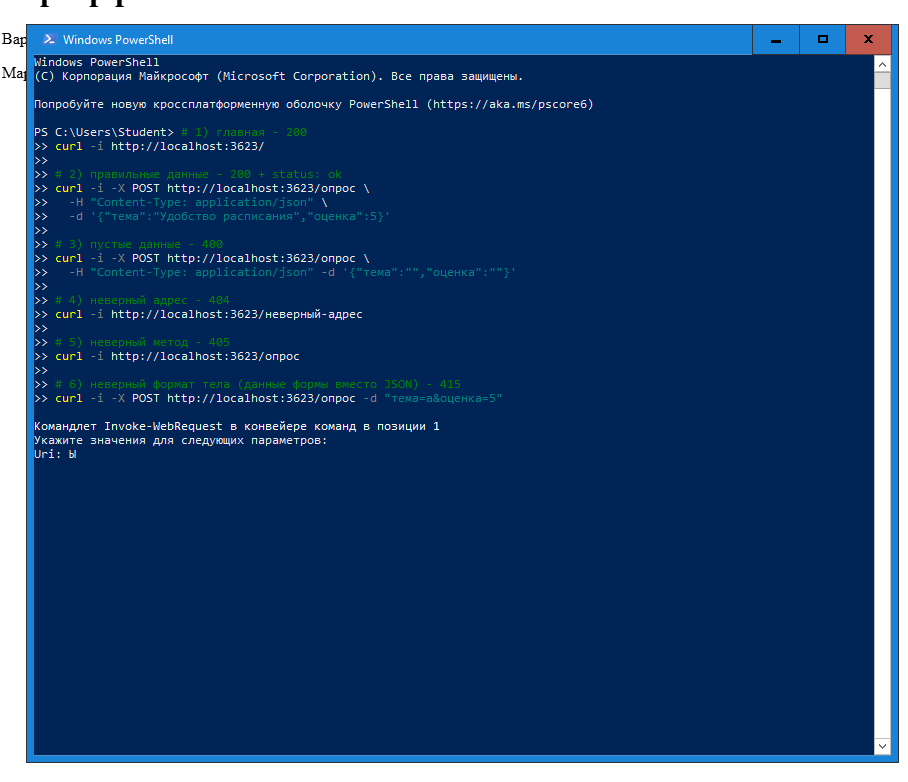 Вар
Мар
Windows PowerShell
Windows PowerShell
(C) Корпорация Майкрософт (Microsoft Corporation). Все права защищены.
Попробуйте новую кроссплатформенную оболочку PowerShell (https://aka.ms/pscore6)
PS C:\Users\Student> # 1) главная - 200
>> curl -i http://localhost:3623/
>>
>> # 2) правильные данные - 200 + status: ok
>> curl -i -X POST http://localhost:3623/опрос \
>>   -H "Content-Type: application/json" \
>>   -d '{"тема":"Удобство расписания","оценка":5}'
>>
>> # 3) пустые данные - 400
>> curl -i -X POST http://localhost:3623/опрос \
>>   -H "Content-Type: application/json" -d '{"тема":"","оценка":""}'
>>
>> # 4) неверный адрес - 404
>> curl -i http://localhost:3623/неверный-адрес
>>
>> # 5) неверный метод - 405
>> curl -i http://localhost:3623/опрос
>>
>> # 6) неверный формат тела (данные формы вместо JSON) - 415
>> curl -i -X POST http://localhost:3623/опрос -d "тема=а&оценка=5"
Командлет Invoke-WebRequest в конвейере команд в позиции 1
Укажите значения для следующих параметров:
Uri: Ы